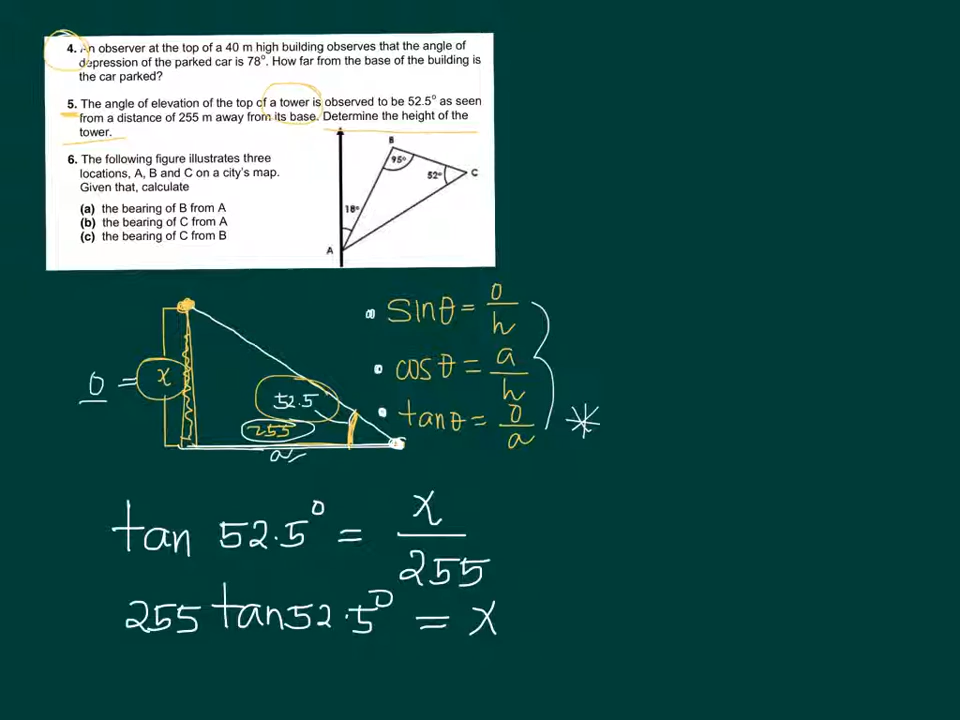 4. An observer at the top of a 40 m high building observes that the angle of
depression of the parked car is 78°. How far from the base of the building is
the car parked?
5. The angle of elevation of the top of a tower is observed to be 52.5° as seen
from a distance of 255 m away from its base. Determine the height of the
tower.
6. The following figure illustrates three
locations, A, B and C on a city's map.
Given that, calculate
(a) the bearing of B from A
(b) the bearing of C from A
(c) the bearing of C from B
B
95°
52°
C
18°
A
sinθ = o/h
cosθ = a/h
tanθ = o/a
o = x
52.5
255
a
tan 52.5° = x/255
255 tan52.5° = x